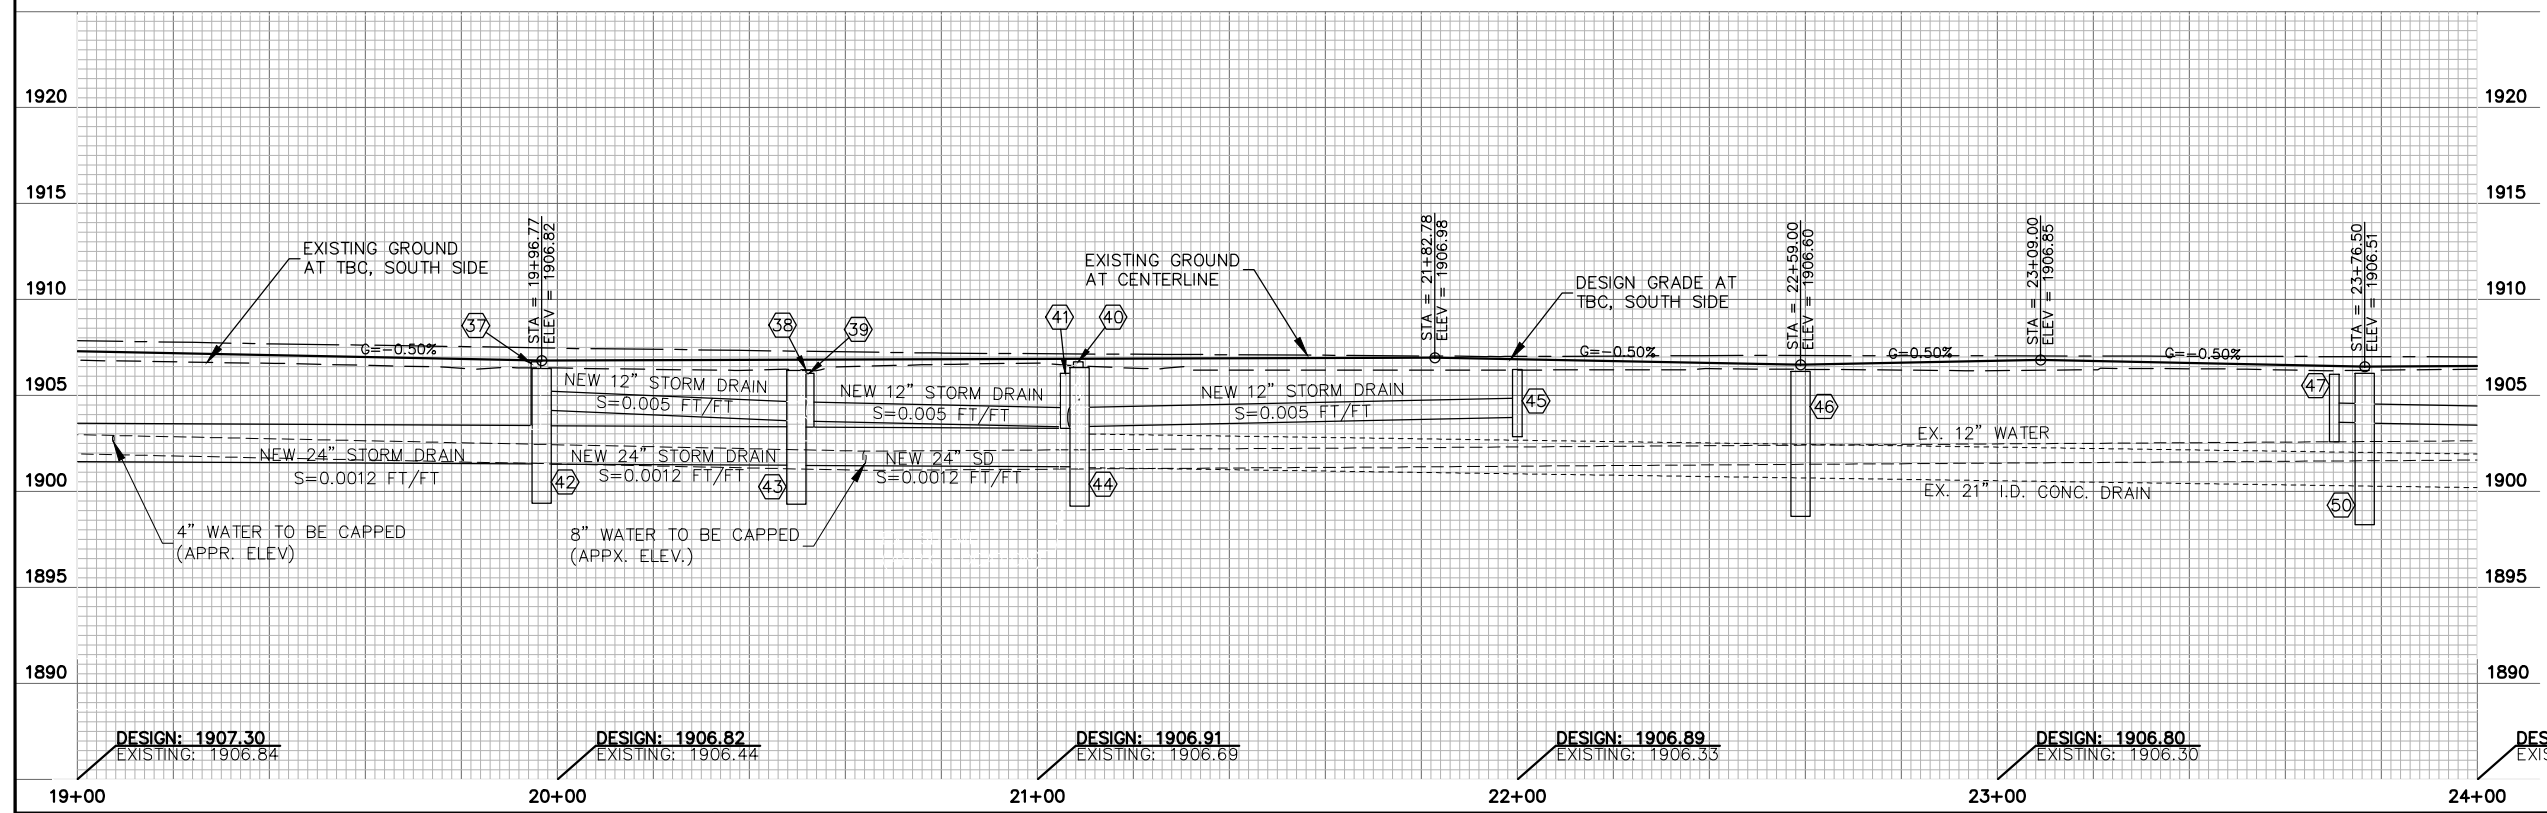 1920
1915
1910
1905
1900
1895
1890
1920
1915
1910
1905
1900
1895
1890
EXISTING GROUND
AT TBC, SOUTH SIDE
STA = 19+96.77
ELEV = 1906.82
EXISTING GROUND
AT CENTERLINE
STA = 21+82.78
ELEV = 1906.98
DESIGN GRADE AT
TBC, SOUTH SIDE
STA = 22+59.00
ELEV = 1906.60
STA = 23+09.00
ELEV = 1906.85
STA = 23+76.50
ELEV = 1906.51
37
38
39
41
40
G=-0.50%
G=-0.50%
G=0.50%
G=-0.50%
NEW 12" STORM DRAIN
S=0.005 FT/FT
NEW 12" STORM DRAIN
S=0.005 FT/FT
NEW 12" STORM DRAIN
S=0.005 FT/FT
45
46
47
EX. 12" WATER
NEW 24" STORM DRAIN
S=0.0012 FT/FT
NEW 24" STORM DRAIN
S=0.0012 FT/FT
NEW 24" SD
S=0.0012 FT/FT
42
43
44
EX. 21" I.D. CONC. DRAIN
50
4" WATER TO BE CAPPED
(APPR. ELEV)
8" WATER TO BE CAPPED
(APPX. ELEV.)
DESIGN: 1907.30
EXISTING: 1906.84
DESIGN: 1906.82
EXISTING: 1906.44
DESIGN: 1906.91
EXISTING: 1906.69
DESIGN: 1906.89
EXISTING: 1906.33
DESIGN: 1906.80
EXISTING: 1906.30
19+00
20+00
21+00
22+00
23+00
24+00